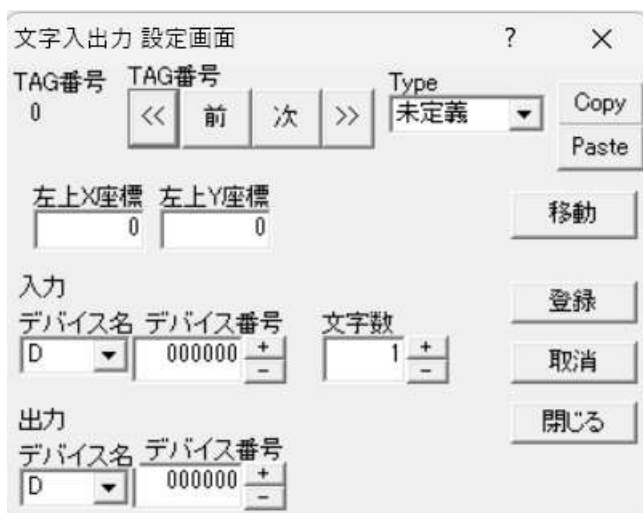 文字入出力 設定画面 ?
TAG番号 TAG番号 Type
0 << 前 次 >> 未定義 Copy
Paste
左上X座標 左上Y座標
0 0 移動
入力
デバイス名 デバイス番号 文字数 登録
D 000000 + - 1 + -
取消
出力 閉じる
デバイス名 デバイス番号
D 000000 + -